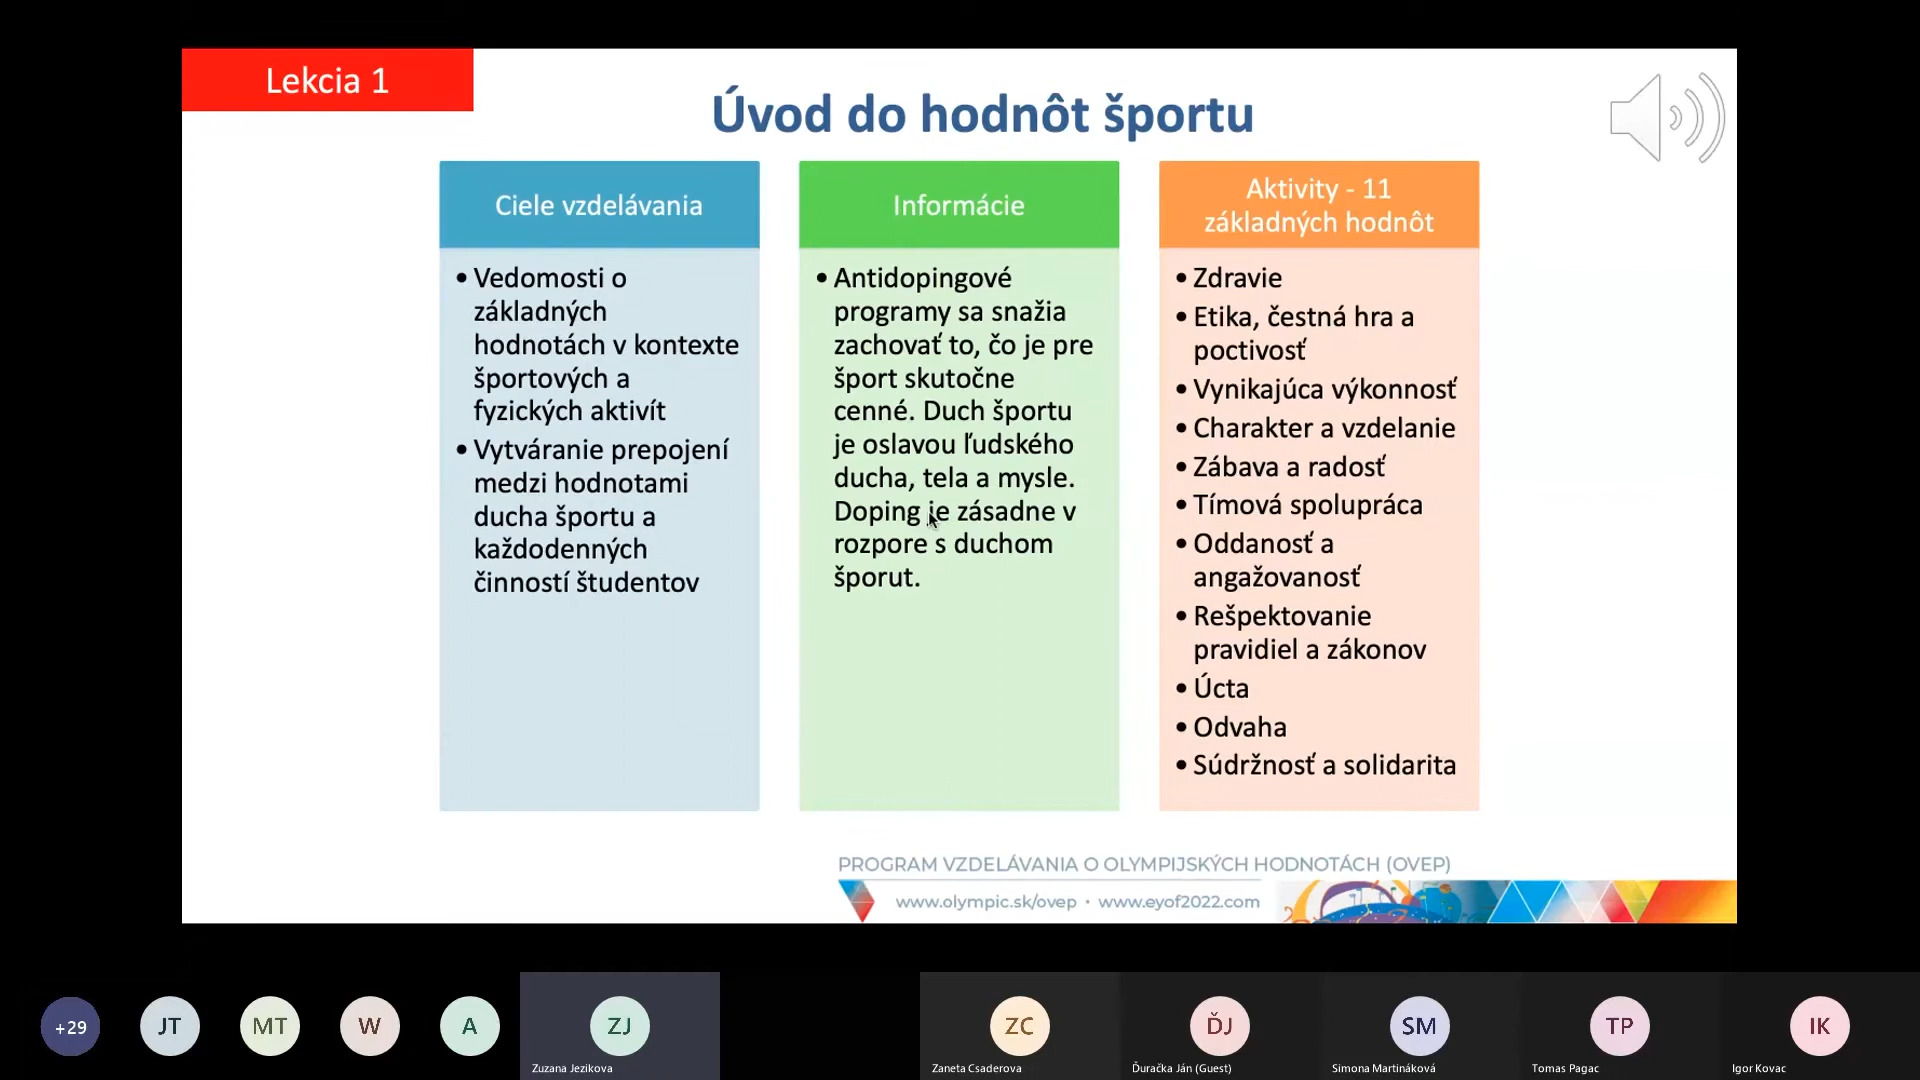 Lekcia 1
Úvod do hodnôt športu
Ciele vzdelávania
• Vedomosti o
základných
hodnotách v kontexte
športových a
fyzických aktivít
• Vytváranie prepojení
medzi hodnotami
ducha športu a
každodenných
činností študentov
Informácie
• Antidopingové
programy sa snažia
zachovať to, čo je pre
šport skutočne
cenné. Duch športu
je oslavou ľudského
ducha, tela a mysle.
Doping je zásadne v
rozpore s duchom
šporut.
Aktivity - 11
základných hodnôt
• Zdravie
• Etika, čestná hra a
poctivosť
• Vynikajúca výkonnosť
• Charakter a vzdelanie
• Zábava a radosť
• Tímová spolupráca
• Oddanosť a
angažovanosť
• Rešpektovanie
pravidiel a zákonov
• Úcta
• Odvaha
• Súdržnosť a solidarita
PROGRAM VZDELÁVANIA O OLYMPIJSKÝCH HODNOTÁCH (OVEP)
www.olympic.sk/ovep • www.eyof2022.com
+29
JT
MT
W
A
ZJ
Zuzana Jezikova
ZC
Zaneta Csaderova
ĎJ
Ďuračka Ján (Guest)
SM
Simona Martináková
TP
Tomas Pagac
IK
Igor Kovac